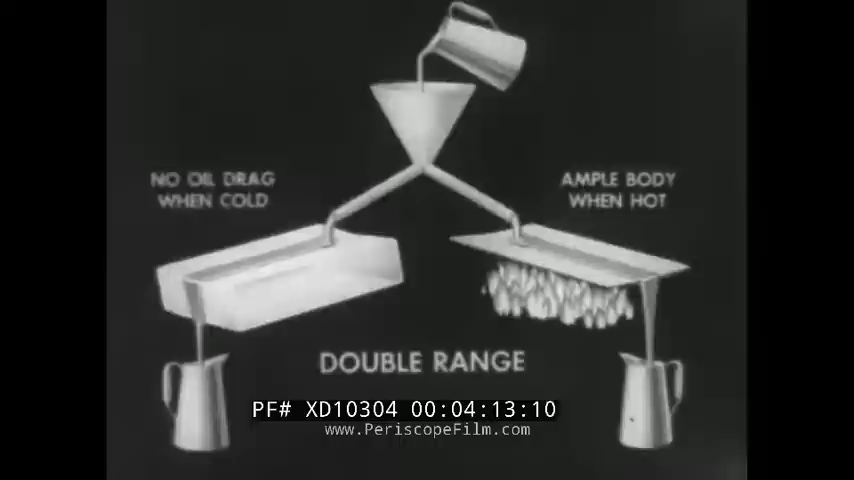 NO OIL DRAG
WHEN COLD
AMPLE BODY
WHEN HOT
DOUBLE RANGE
PF# XD10304 00:04:13:10
www.PeriscopeFilm.com